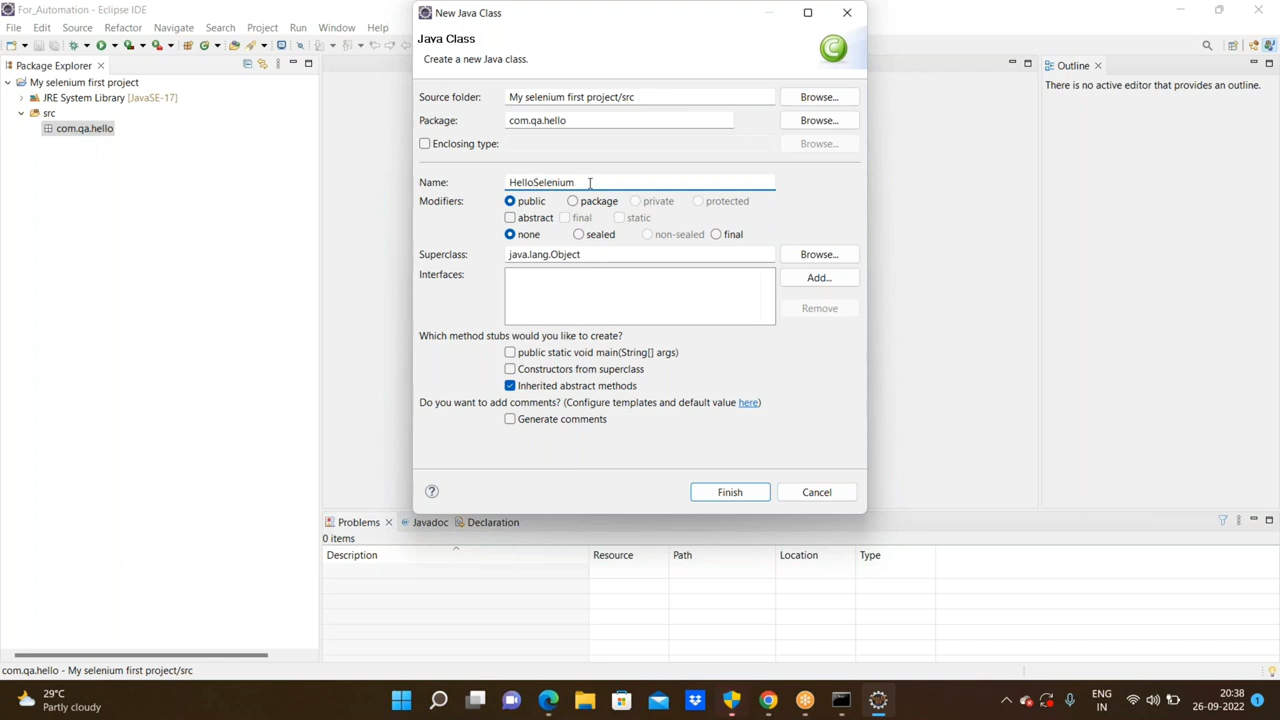 For_Automation - Eclipse IDE
File Edit Source Refactor Navigate Search Project Run Window Help
Package Explorer
My selenium first project
JRE System Library [JavaSE-17]
src
com.qa.hello
New Java Class
Java Class
Create a new Java class.
Source folder: My selenium first project/src Browse...
Package: com.qa.hello Browse...
Enclosing type: Browse...
Name: HelloSelenium
Modifiers: public package private protected
abstract final static
none sealed non-sealed final
Superclass: java.lang.Object Browse...
Interfaces: Add...
Remove
Which method stubs would you like to create?
public static void main(String[] args)
Constructors from superclass
Inherited abstract methods
Do you want to add comments? (Configure templates and default value here)
Generate comments
Finish Cancel
Outline
There is no active editor that provides an outline.
Problems Javadoc Declaration
0 items
Description Resource Path Location Type
com.qa.hello - My selenium first project/src
29°C
Partly cloudy
ENG
IN
20:38
26-09-2022
1